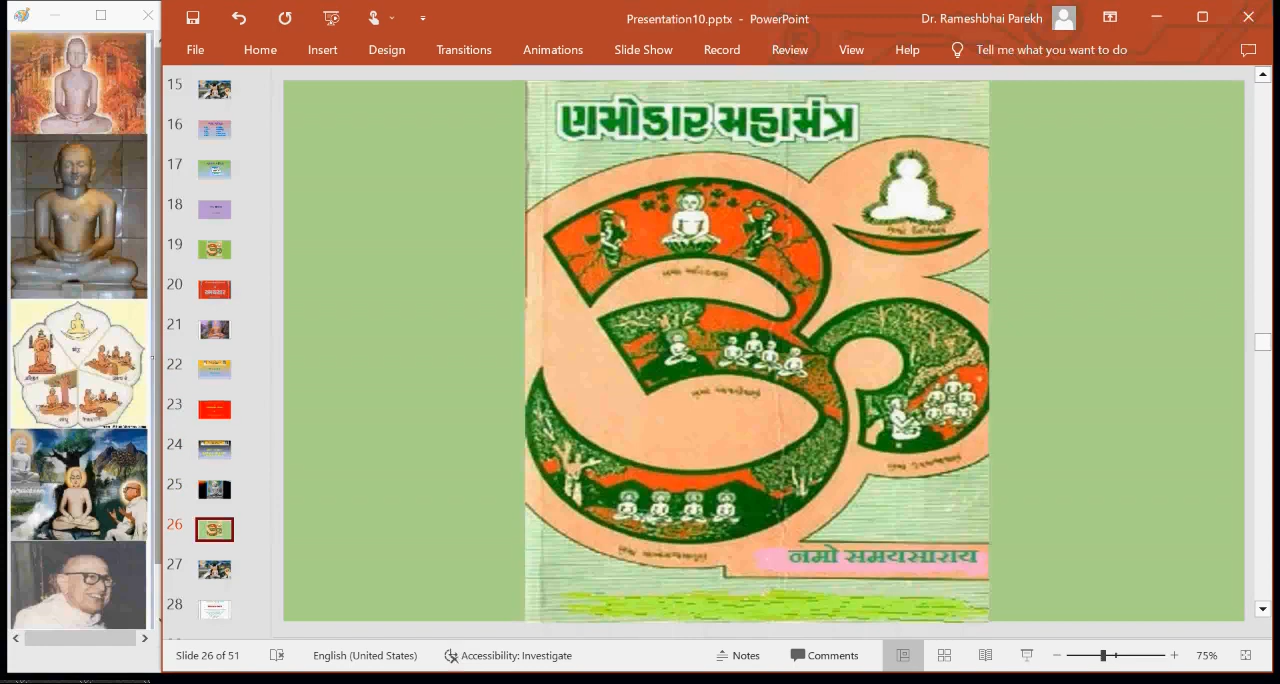 Presentation10.pptx - PowerPoint
Dr. Rameshbhai Parekh
File Home Insert Design Transitions Animations Slide Show Record Review View Help Tell me what you want to do
15
16
17
18
19
20
21
22
23
24
25
26
27
28
ણમોકાર મહામંત્ર
નમો સમયસારાય
Slide 26 of 51
English (United States)
Accessibility: Investigate
Notes
Comments
75%